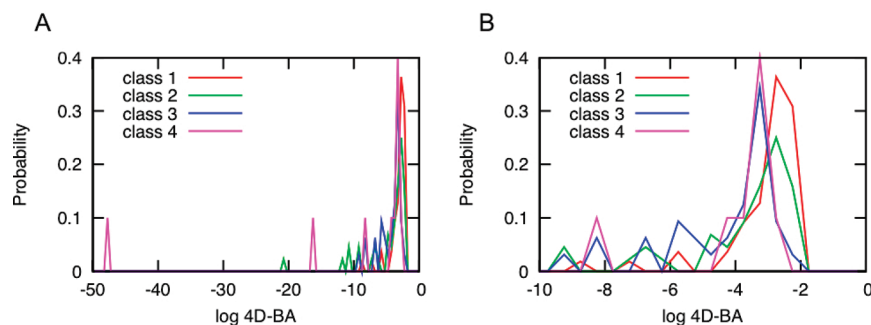 A
0.4
0.3
0.2
0.1
0
Probability
class 1
class 2
class 3
class 4
-50 -40 -30 -20 -10 0
log 4D-BA
B
0.4
0.3
0.2
0.1
0
Probability
class 1
class 2
class 3
class 4
-10 -8 -6 -4 -2 0
log 4D-BA